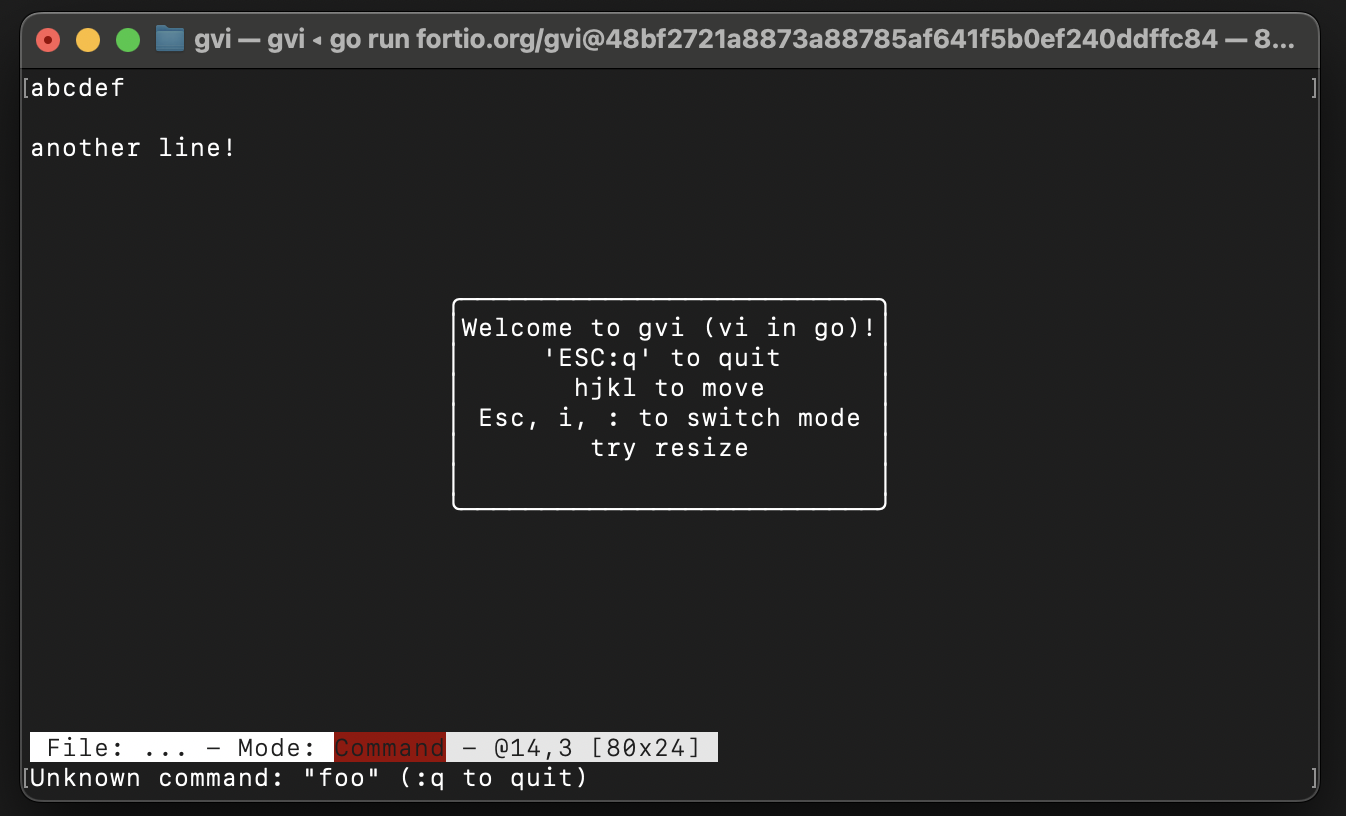 gvi — gvi ◂ go run fortio.org/gvi@48bf2721a8873a88785af641f5b0ef240ddffc84 — 8...
[abcdef ]
another line!
Welcome to gvi (vi in go)!
'ESC:q' to quit
hjkl to move
Esc, i, : to switch mode
try resize
File: ... – Mode: Command – @14,3 [80x24]
[Unknown command: "foo" (:q to quit) ]